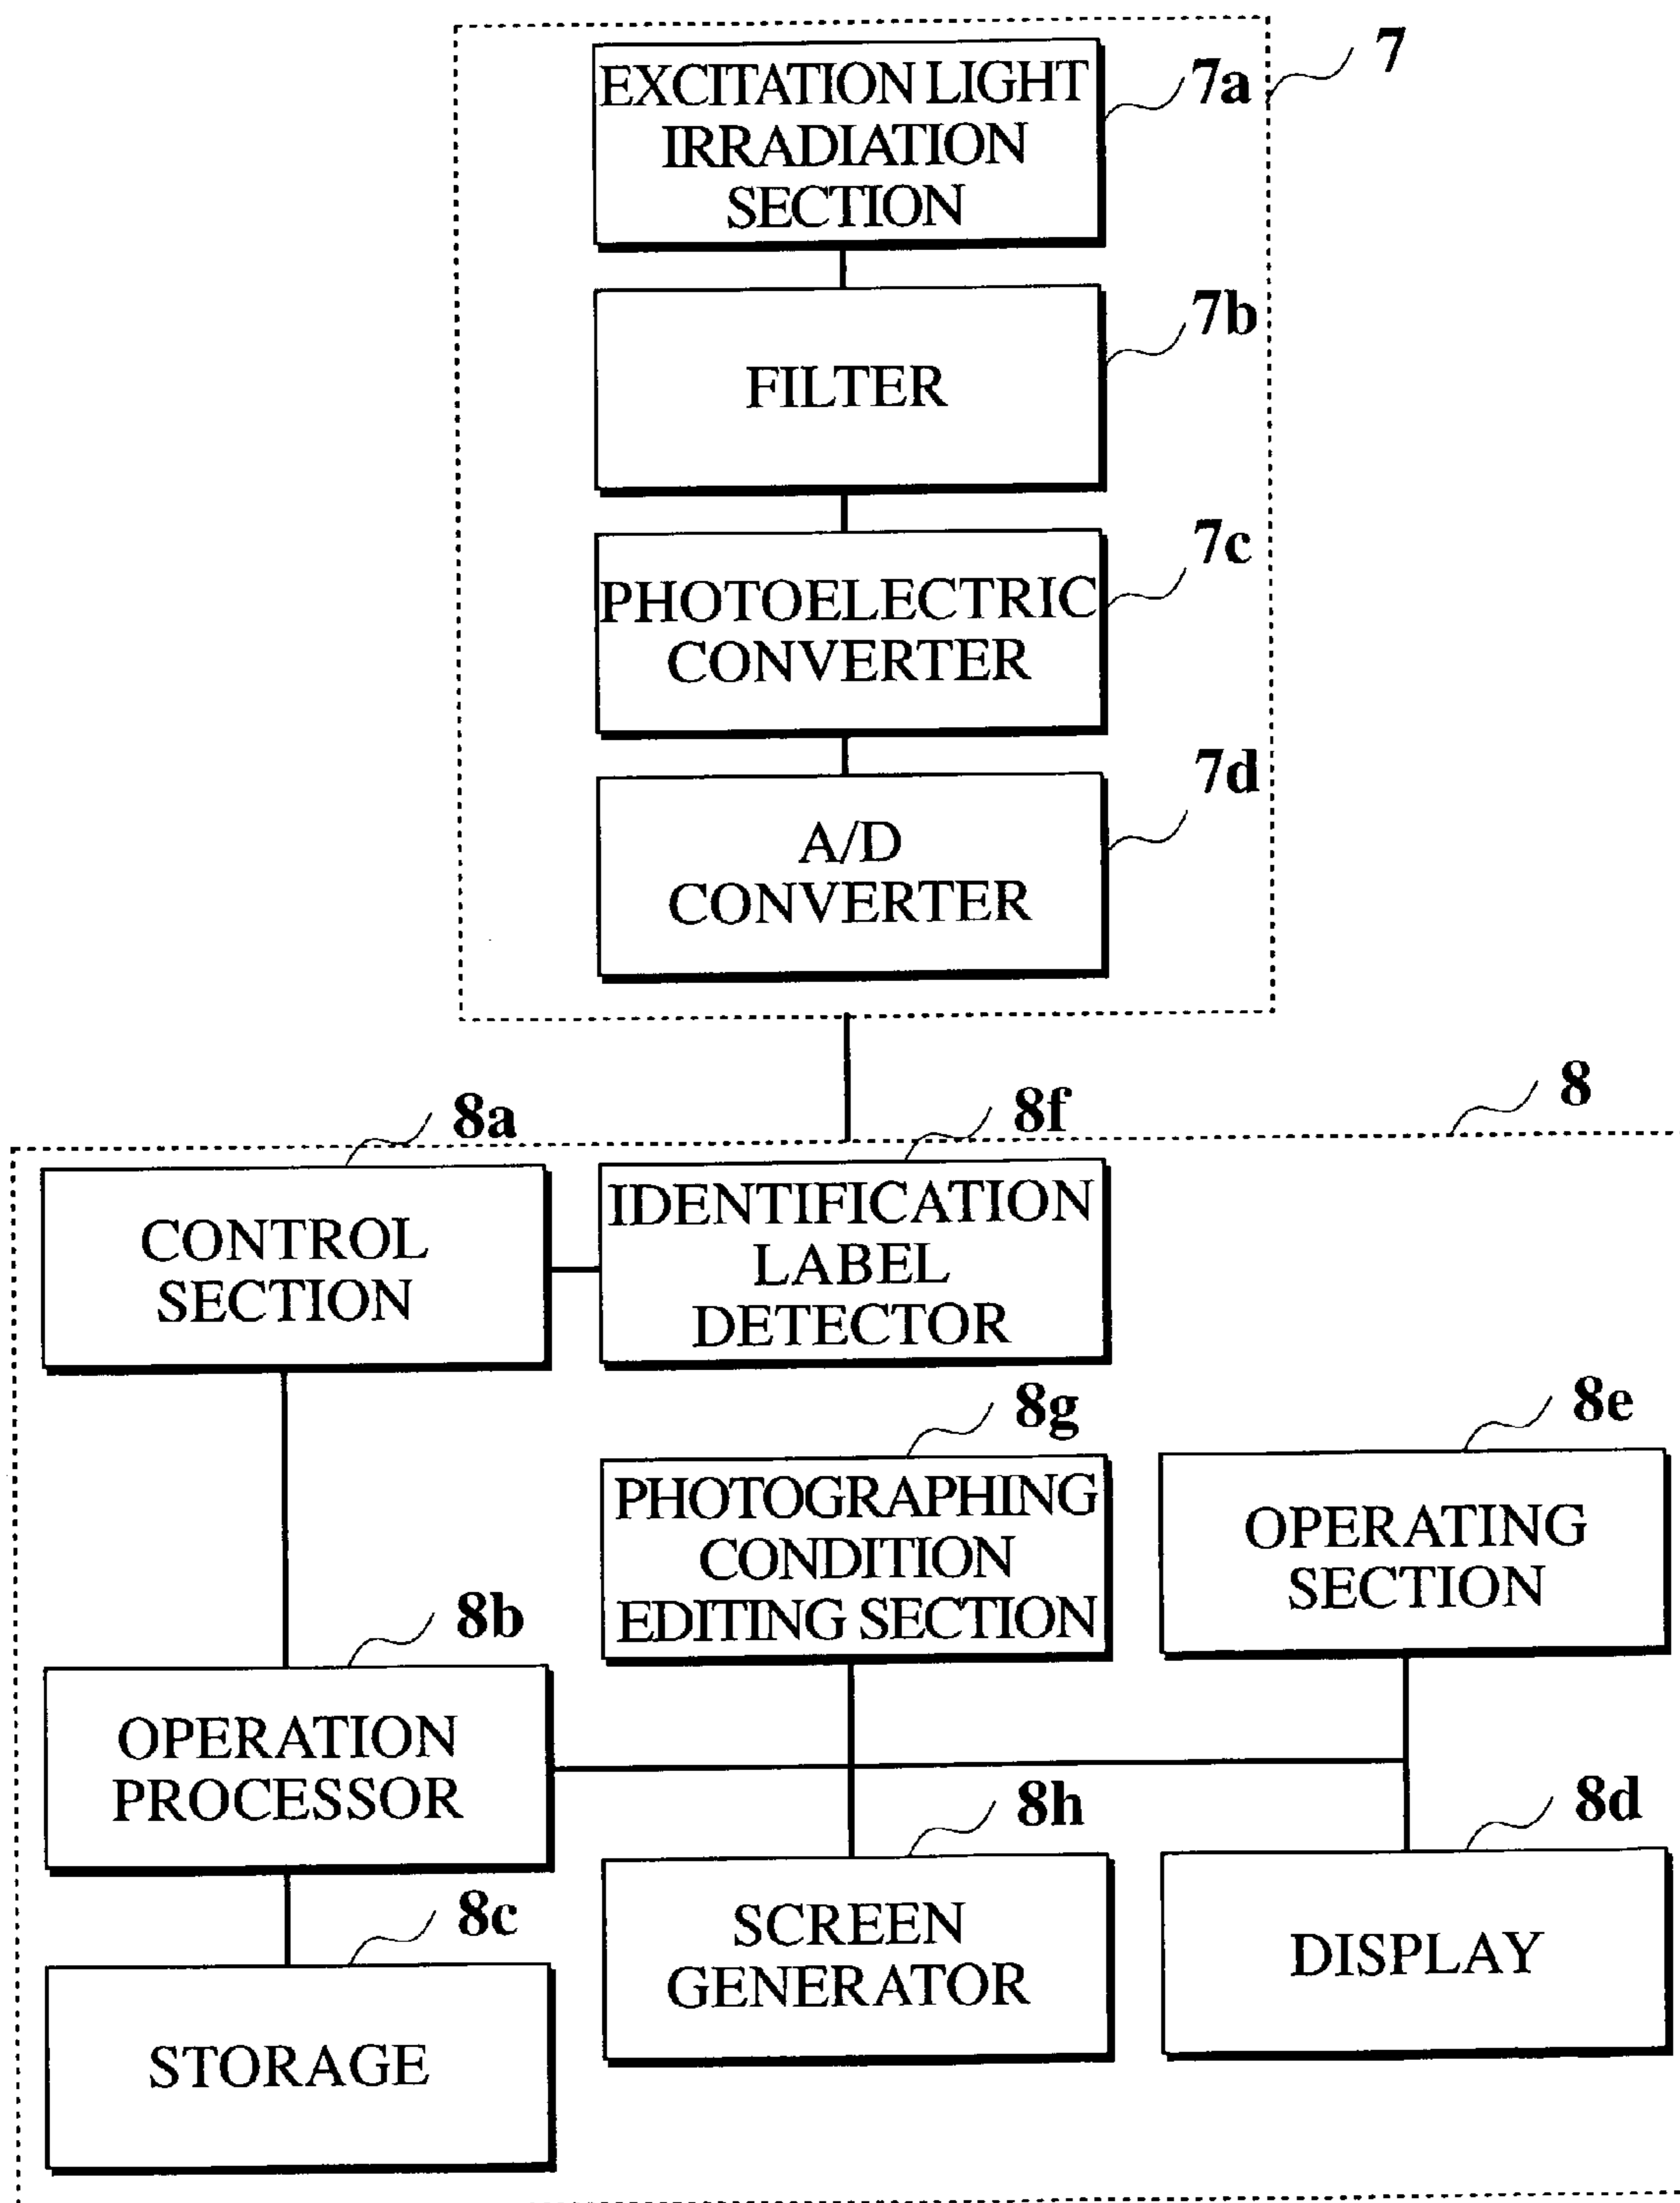 7
7a
EXCITATION LIGHT
IRRADIATION
SECTION
7b
FILTER
7c
PHOTOELECTRIC
CONVERTER
7d
A/D
CONVERTER
8
8a
CONTROL
SECTION
8f
IDENTIFICATION
LABEL
DETECTOR
8g
PHOTOGRAPHING
CONDITION
EDITING SECTION
8e
OPERATING
SECTION
8b
OPERATION
PROCESSOR
8h
SCREEN
GENERATOR
8d
DISPLAY
8c
STORAGE